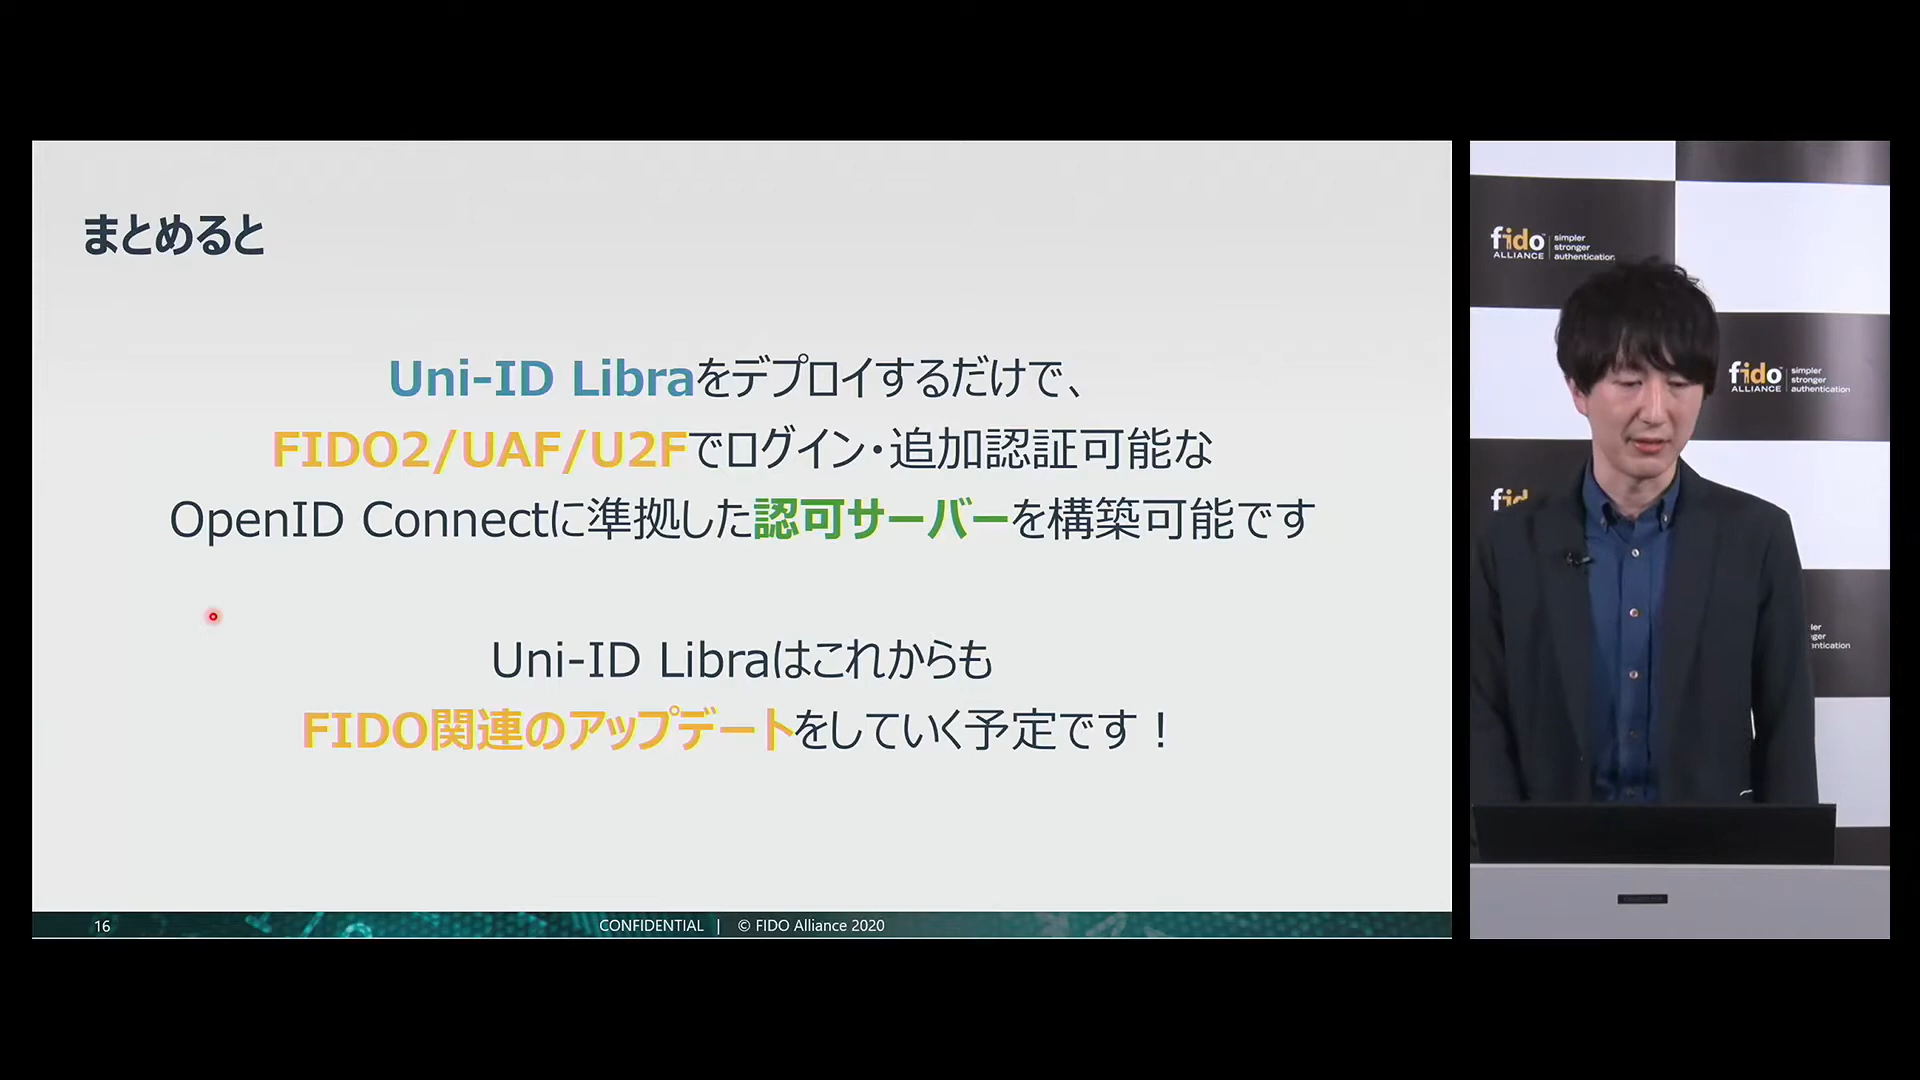 まとめると
Uni-ID Libraをデプロイするだけで、
FIDO2/UAF/U2Fでログイン・追加認証可能な
OpenID Connectに準拠した認可サーバーを構築可能です
Uni-ID Libraはこれからも
FIDO関連のアップデートをしていく予定です！
16
CONFIDENTIAL | © FIDO Alliance 2020
fido ALLIANCE
simpler
stronger
authentication
fido ALLIANCE
simpler
stronger
authentication